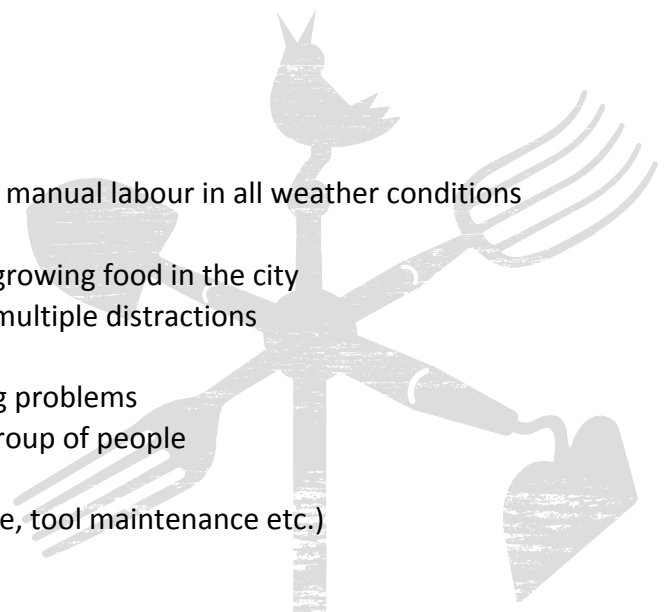 manual labour in all weather conditions
growing food in the city
multiple distractions
g problems
roup of people
e, tool maintenance etc.)